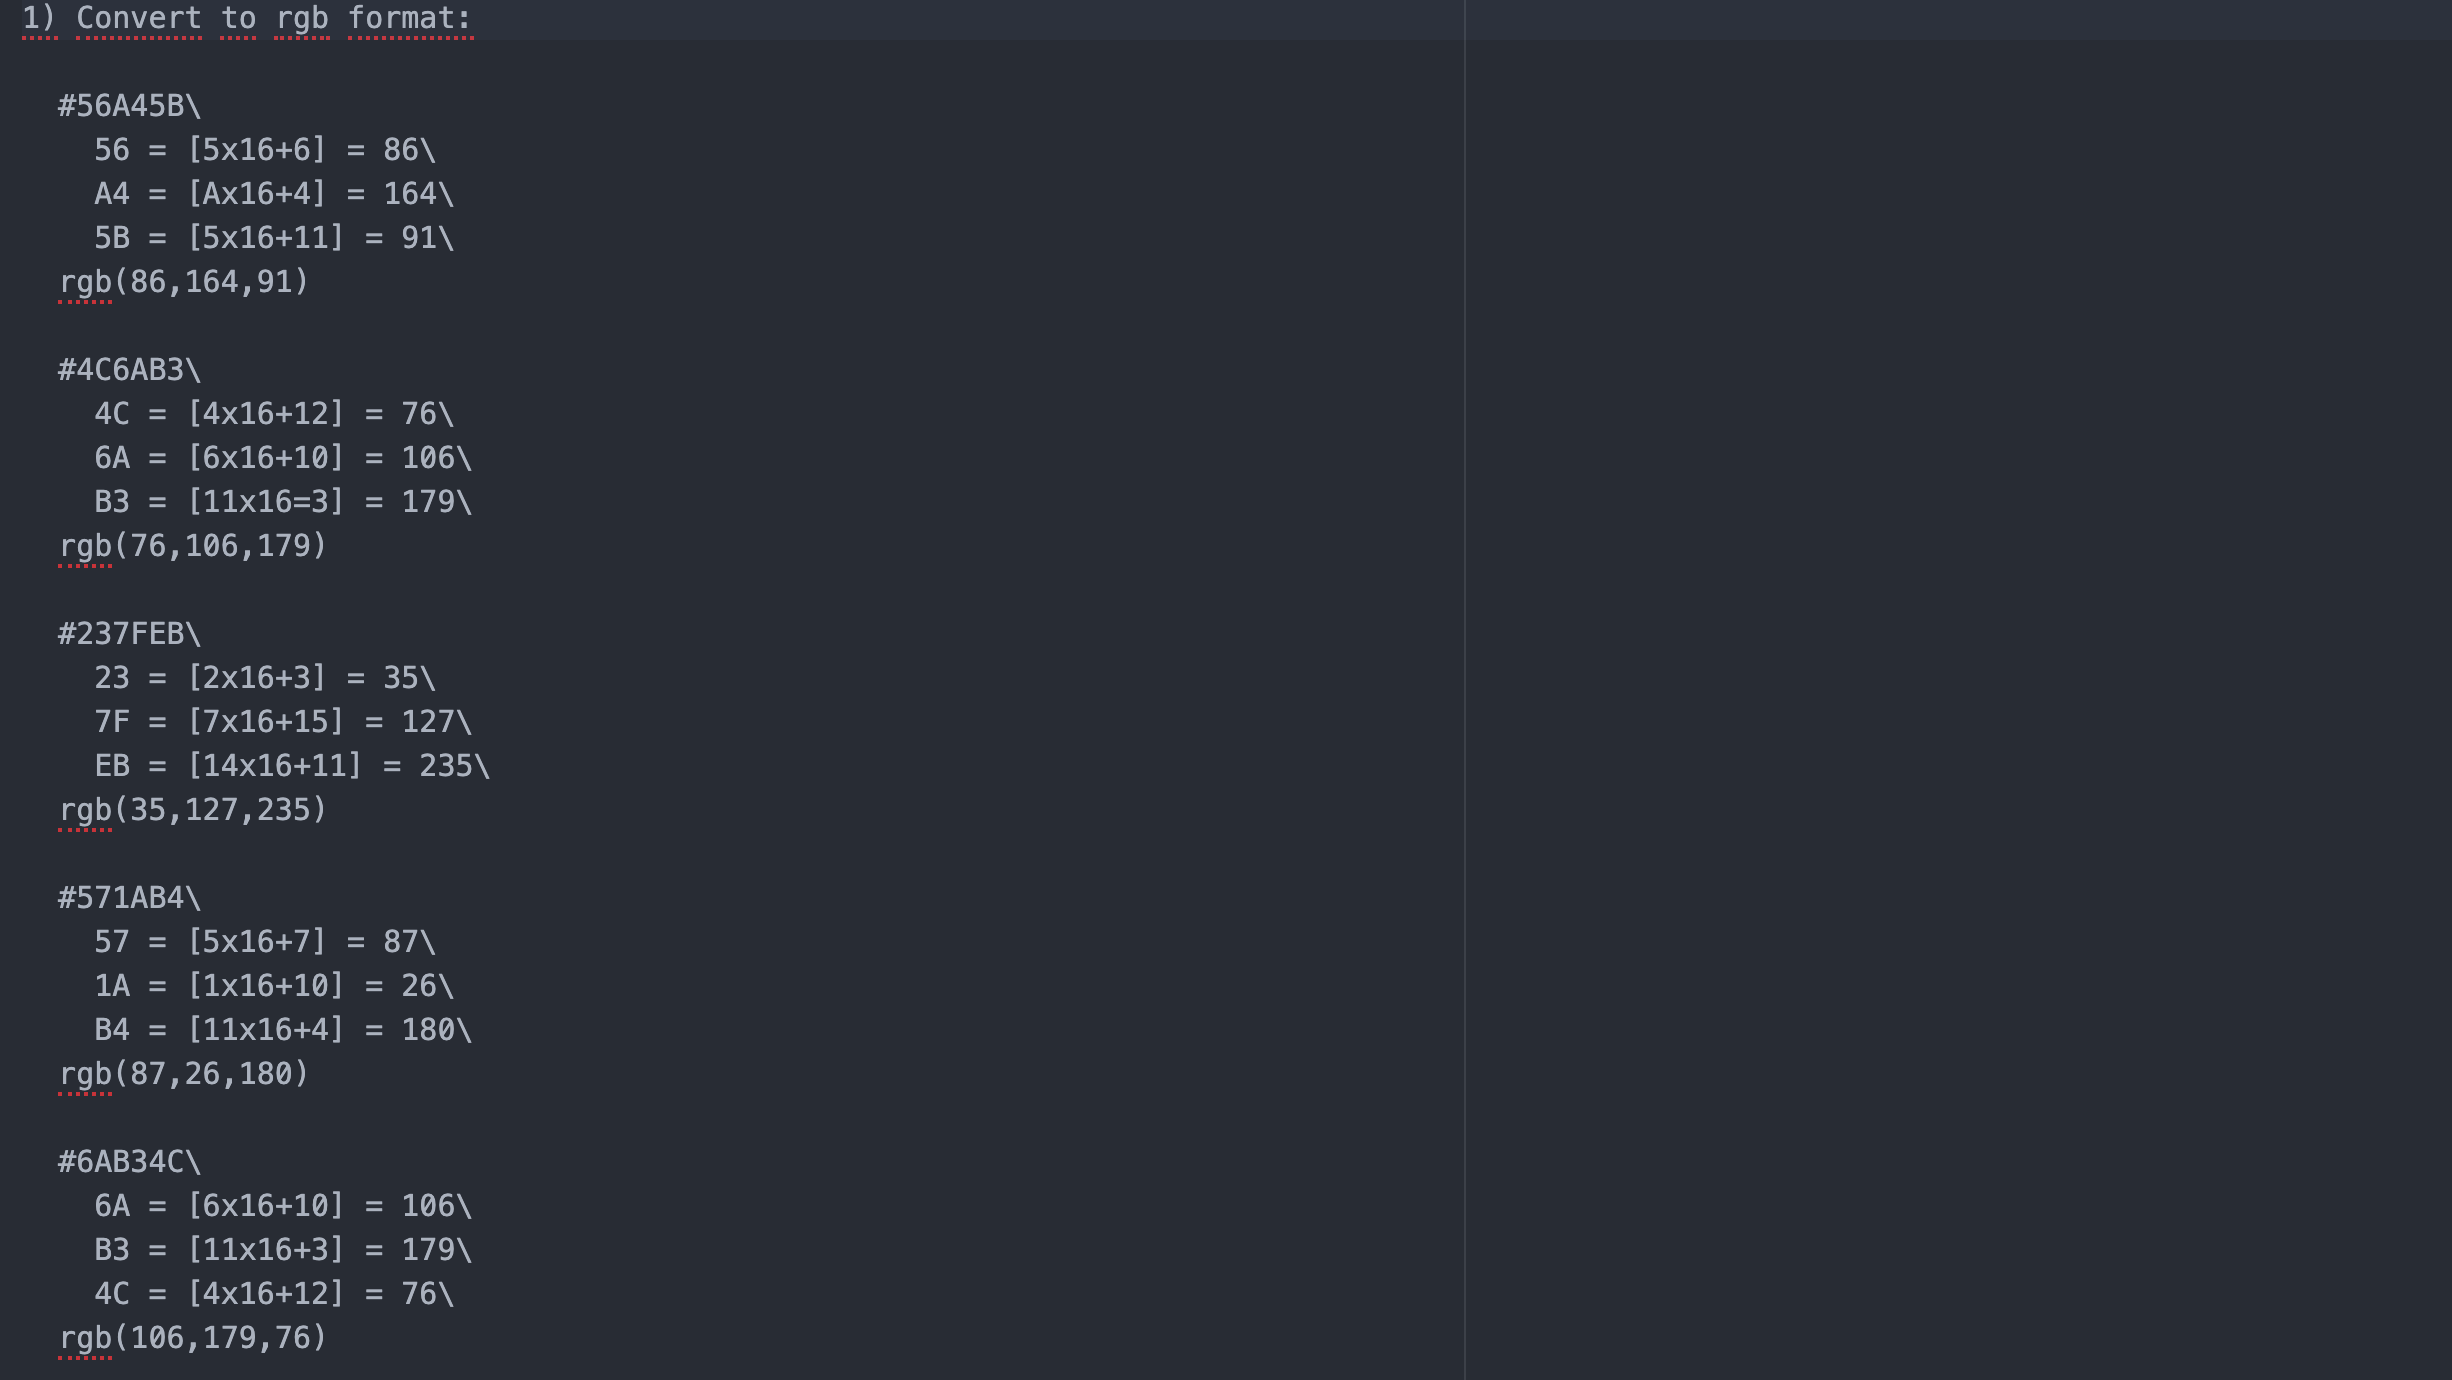 1) Convert to rgb format:
#56A45B\
56 = [5x16+6] = 86\
A4 = [Ax16+4] = 164\
5B = [5x16+11] = 91\
rgb(86,164,91)
#4C6AB3\
4C = [4x16+12] = 76\
6A = [6x16+10] = 106\
B3 = [11x16=3] = 179\
rgb(76,106,179)
#237FEB\
23 = [2x16+3] = 35\
7F = [7x16+15] = 127\
EB = [14x16+11] = 235\
rgb(35,127,235)
#571AB4\
57 = [5x16+7] = 87\
1A = [1x16+10] = 26\
B4 = [11x16+4] = 180\
rgb(87,26,180)
#6AB34C\
6A = [6x16+10] = 106\
B3 = [11x16+3] = 179\
4C = [4x16+12] = 76\
rgb(106,179,76)